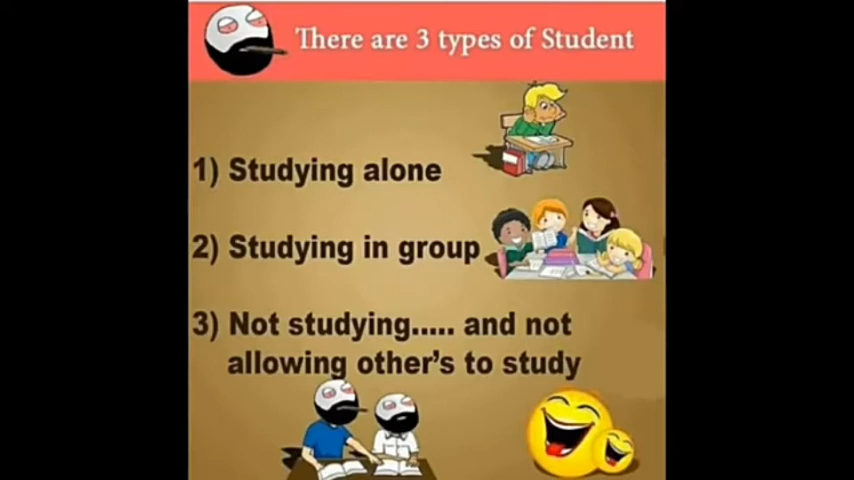 There are 3 types of Student
1) Studying alone
2) Studying in group
3) Not studying..... and not
allowing other's to study